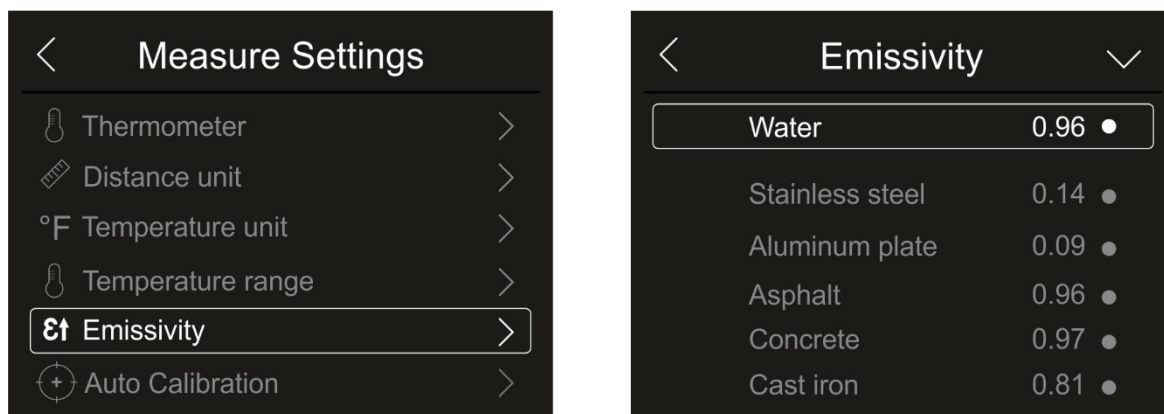 Measure Settings
Thermometer
Distance unit
°F Temperature unit
Temperature range
ε↑ Emissivity
Auto Calibration
Emissivity
Water 0.96
Stainless steel 0.14
Aluminum plate 0.09
Asphalt 0.96
Concrete 0.97
Cast iron 0.81